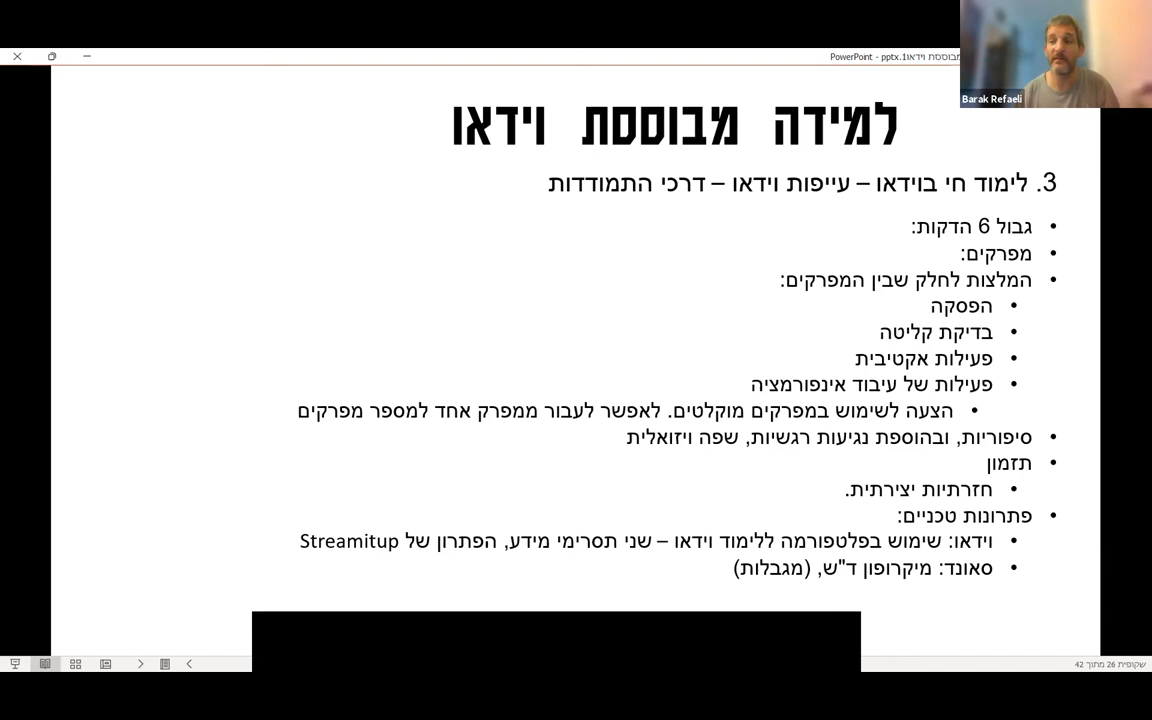 מבוססת וידאו1.pptx - PowerPoint
Barak Refaeli
למידה מבוססת וידאו
3. לימוד חי בוידאו – עייפות וידאו – דרכי התמודדות
• גבול 6 הדקות:
• מפרקים:
• המלצות לחלק שבין המפרקים:
• הפסקה
• בדיקת קליטה
• פעילות אקטיבית
• פעילות של עיבוד אינפורמציה
• הצעה לשימוש במפרקים מוקלטים. לאפשר לעבור ממפרק אחד למספר מפרקים
• סיפוריות, ובהוספת נגיעות רגשיות, שפה ויזואלית
• תזמון
• חזרתיות יצירתית.
• פתרונות טכניים:
• וידאו: שימוש בפלטפורמה ללימוד וידאו – שני תסרימי מידע, הפתרון של Streamitup
• סאונד: מיקרופון ד"ש, (מגבלות)
שקופית 26 מתוך 42